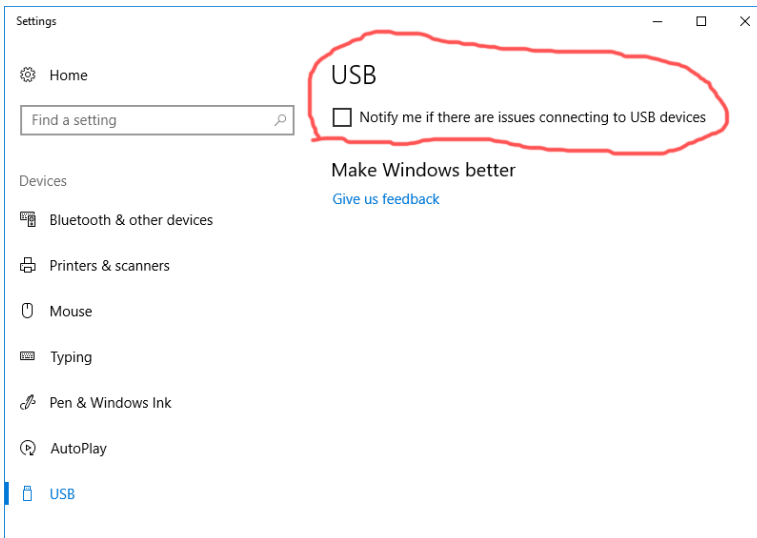 Settings
Home
Find a setting
Devices
Bluetooth & other devices
Printers & scanners
Mouse
Typing
Pen & Windows Ink
AutoPlay
USB
USB
Notify me if there are issues connecting to USB devices
Make Windows better
Give us feedback